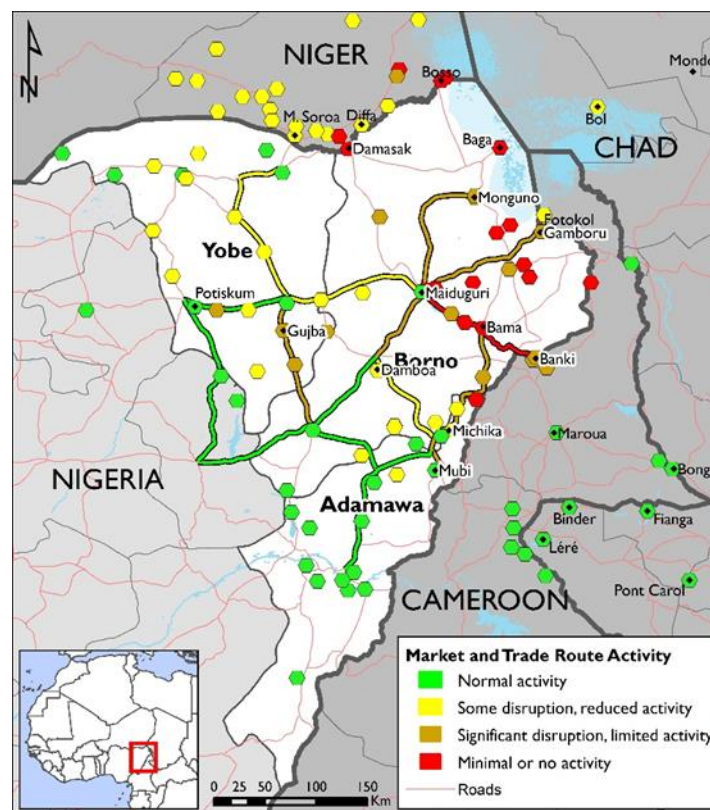 NIGER
Mondo
Bosso
N
M. Soroa
Diffa
Bol
Damasak
Baga
CHAD
Monguno
Fotokol
Gamboru
Yobe
Potiskum
Maiduguri
Gujba
Bama
Borno
Banki
Damboa
Michika
Maroua
Mubi
Bong
NIGERIA
Adamawa
Binder
Fianga
Léré
CAMEROON
Pont Carol
Market and Trade Route Activity
Normal activity
Some disruption, reduced activity
Significant disruption, limited activity
Minimal or no activity
Roads
0 25 50 100 150
Km